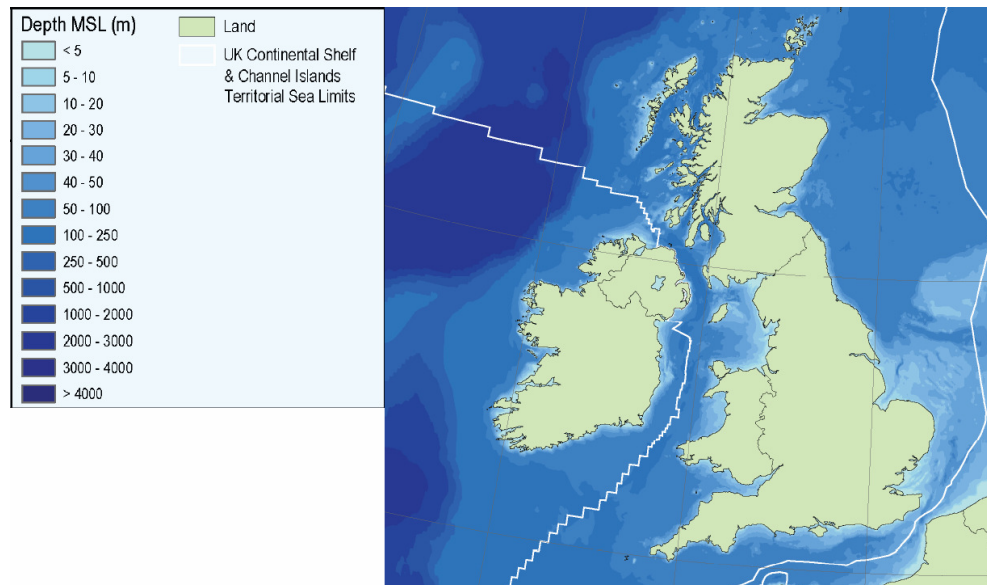 Depth MSL (m)
< 5
5 - 10
10 - 20
20 - 30
30 - 40
40 - 50
50 - 100
100 - 250
250 - 500
500 - 1000
1000 - 2000
2000 - 3000
3000 - 4000
> 4000
Land
UK Continental Shelf
& Channel Islands
Territorial Sea Limits